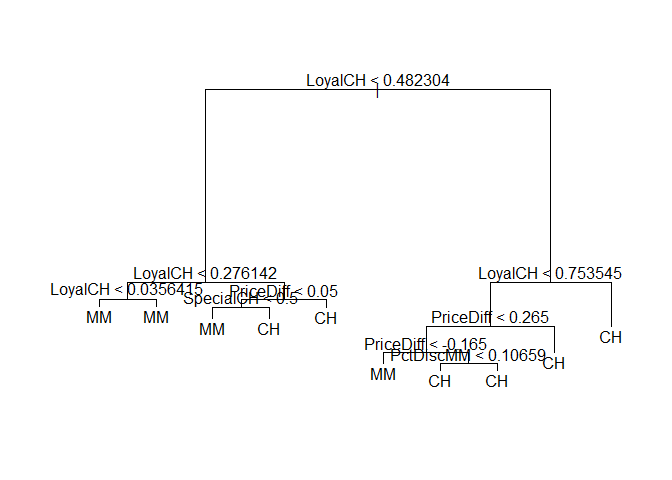 LoyalCH < 0.482304
LoyalCH < 0.276142
LoyalCH < 0.753545
LoyalCH < 0.0356415
PriceDiff < 0.05
SpecialCH < 0.5
MM
MM
MM
CH
CH
PriceDiff < 0.265
CH
PriceDiff < -0.165
PctDiscMM < 0.10659
CH
MM
CH
CH